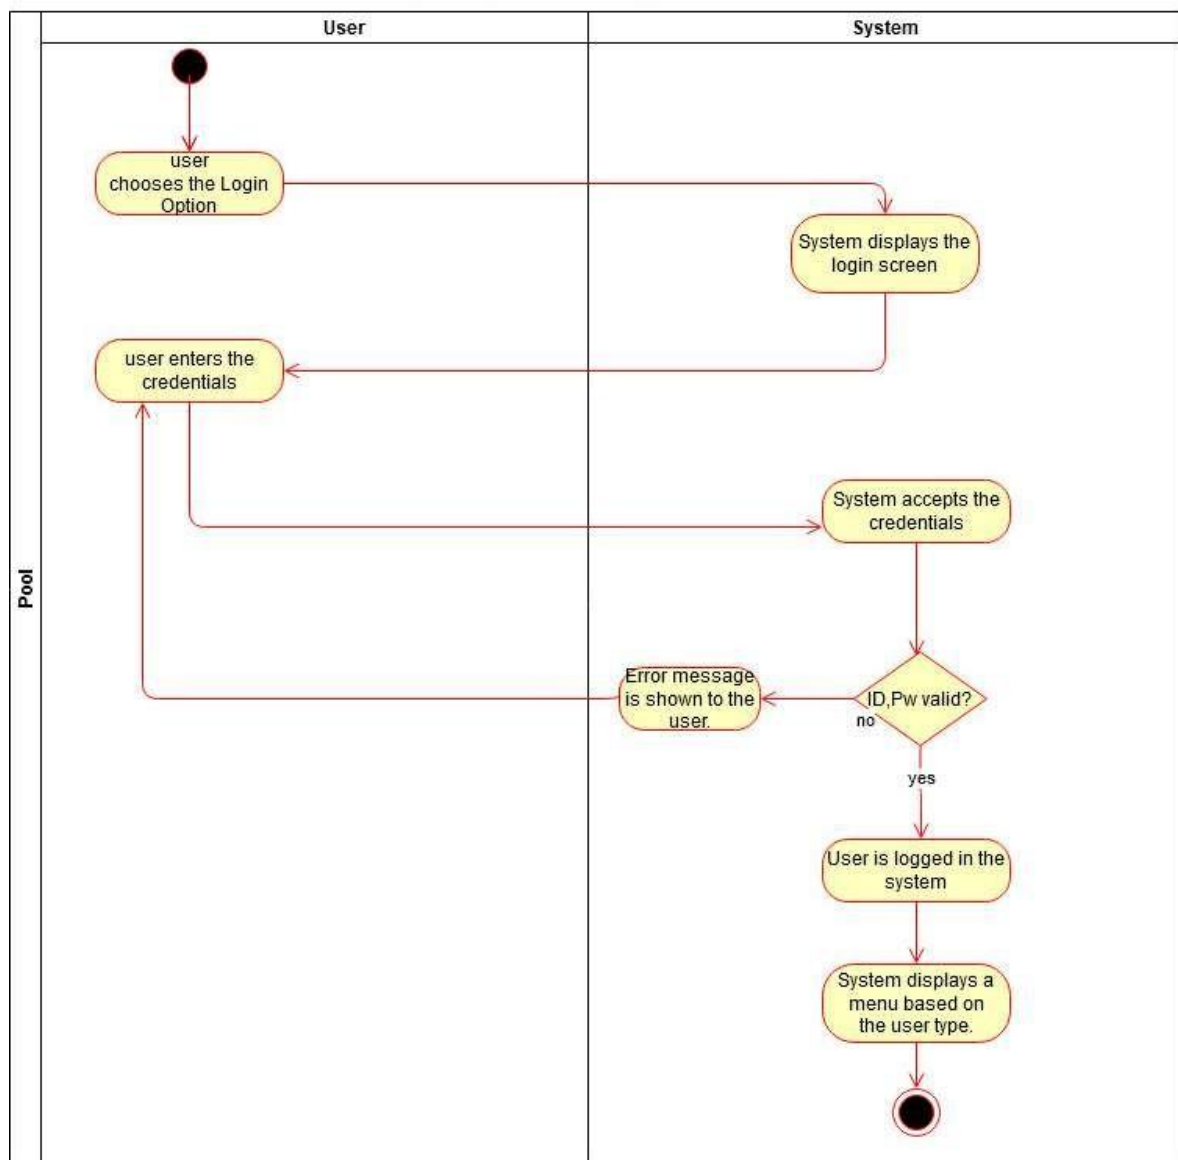 User
System
Pool
user
chooses the Login
Option
System displays the
login screen
user enters the
credentials
System accepts the
credentials
ID,Pw valid?
no
Error message
is shown to the
user.
yes
User is logged in the
system
System displays a
menu based on
the user type.